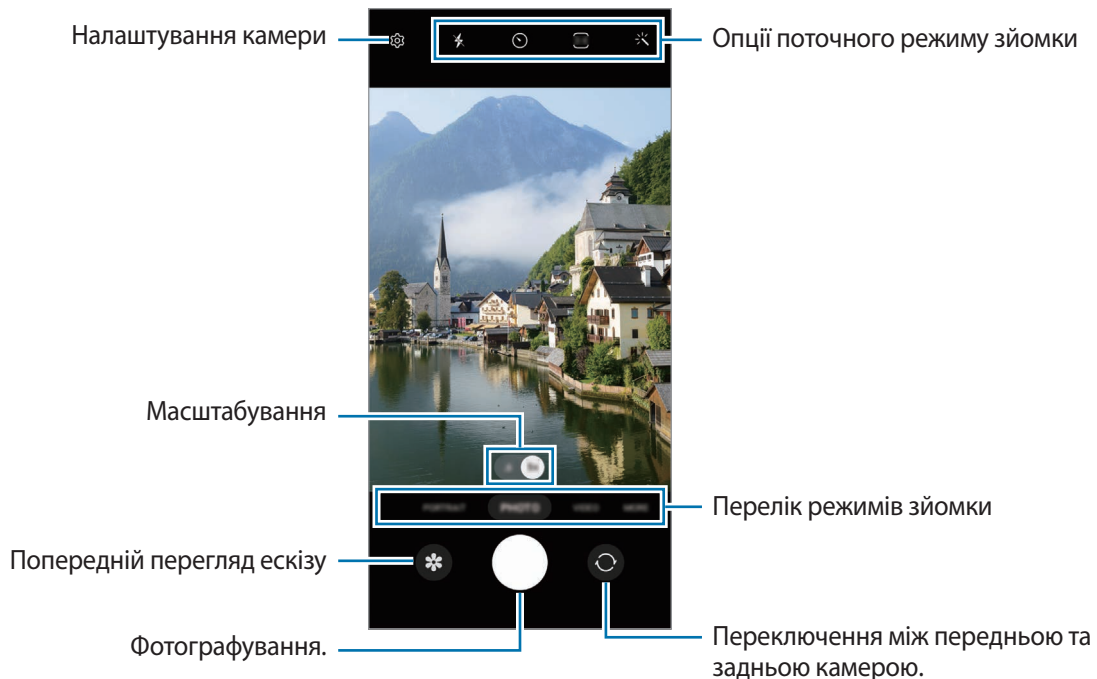 Налаштування камери
Опції поточного режиму зйомки
Масштабування
PORTRAIT PHOTO VIDEO MORE
Перелік режимів зйомки
Попередній перегляд ескізу
Фотографування.
Переключення між передньою та
задньою камерою.